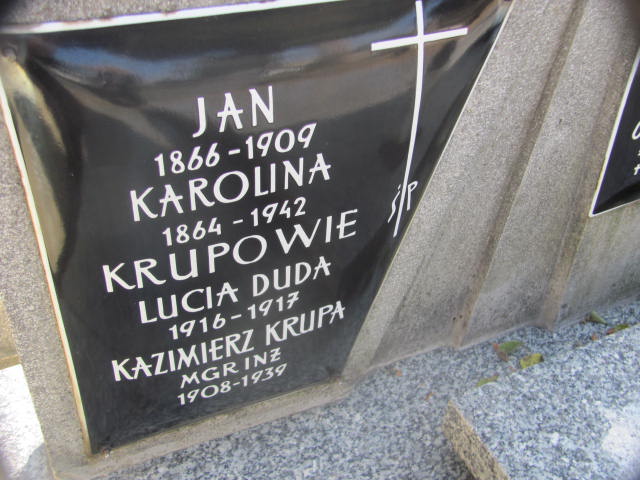 JAN
1866-1909
KAROLINA
1864-1942
KRUPOWIE
ŚP
LUCIA DUDA
1916-1917
KAZIMIERZ KRUPA
MGR INŻ
1908-1939